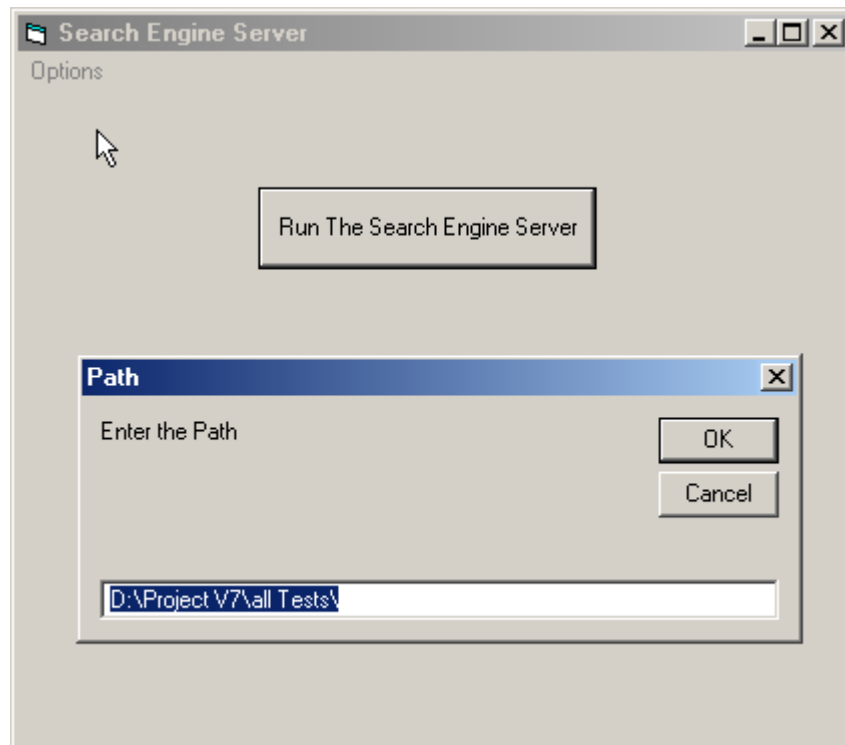 Search Engine Server
Options
Run The Search Engine Server
Path
Enter the Path
OK
Cancel
D:\Project V7\all Tests\